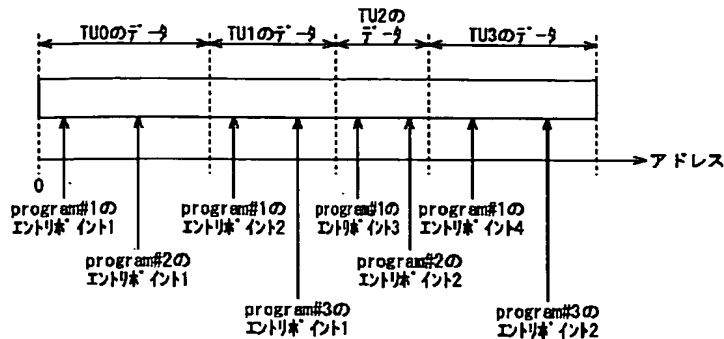 TU0のデータ
TU1のデータ
TU2の
データ
TU3のデータ
アドレス
0
program#1の
エントリポイント1
program#1の
エントリポイント2
program#1の
エントリポイント3
program#1の
エントリポイント4
program#2の
エントリポイント1
program#2の
エントリポイント2
program#3の
エントリポイント1
program#3の
エントリポイント2